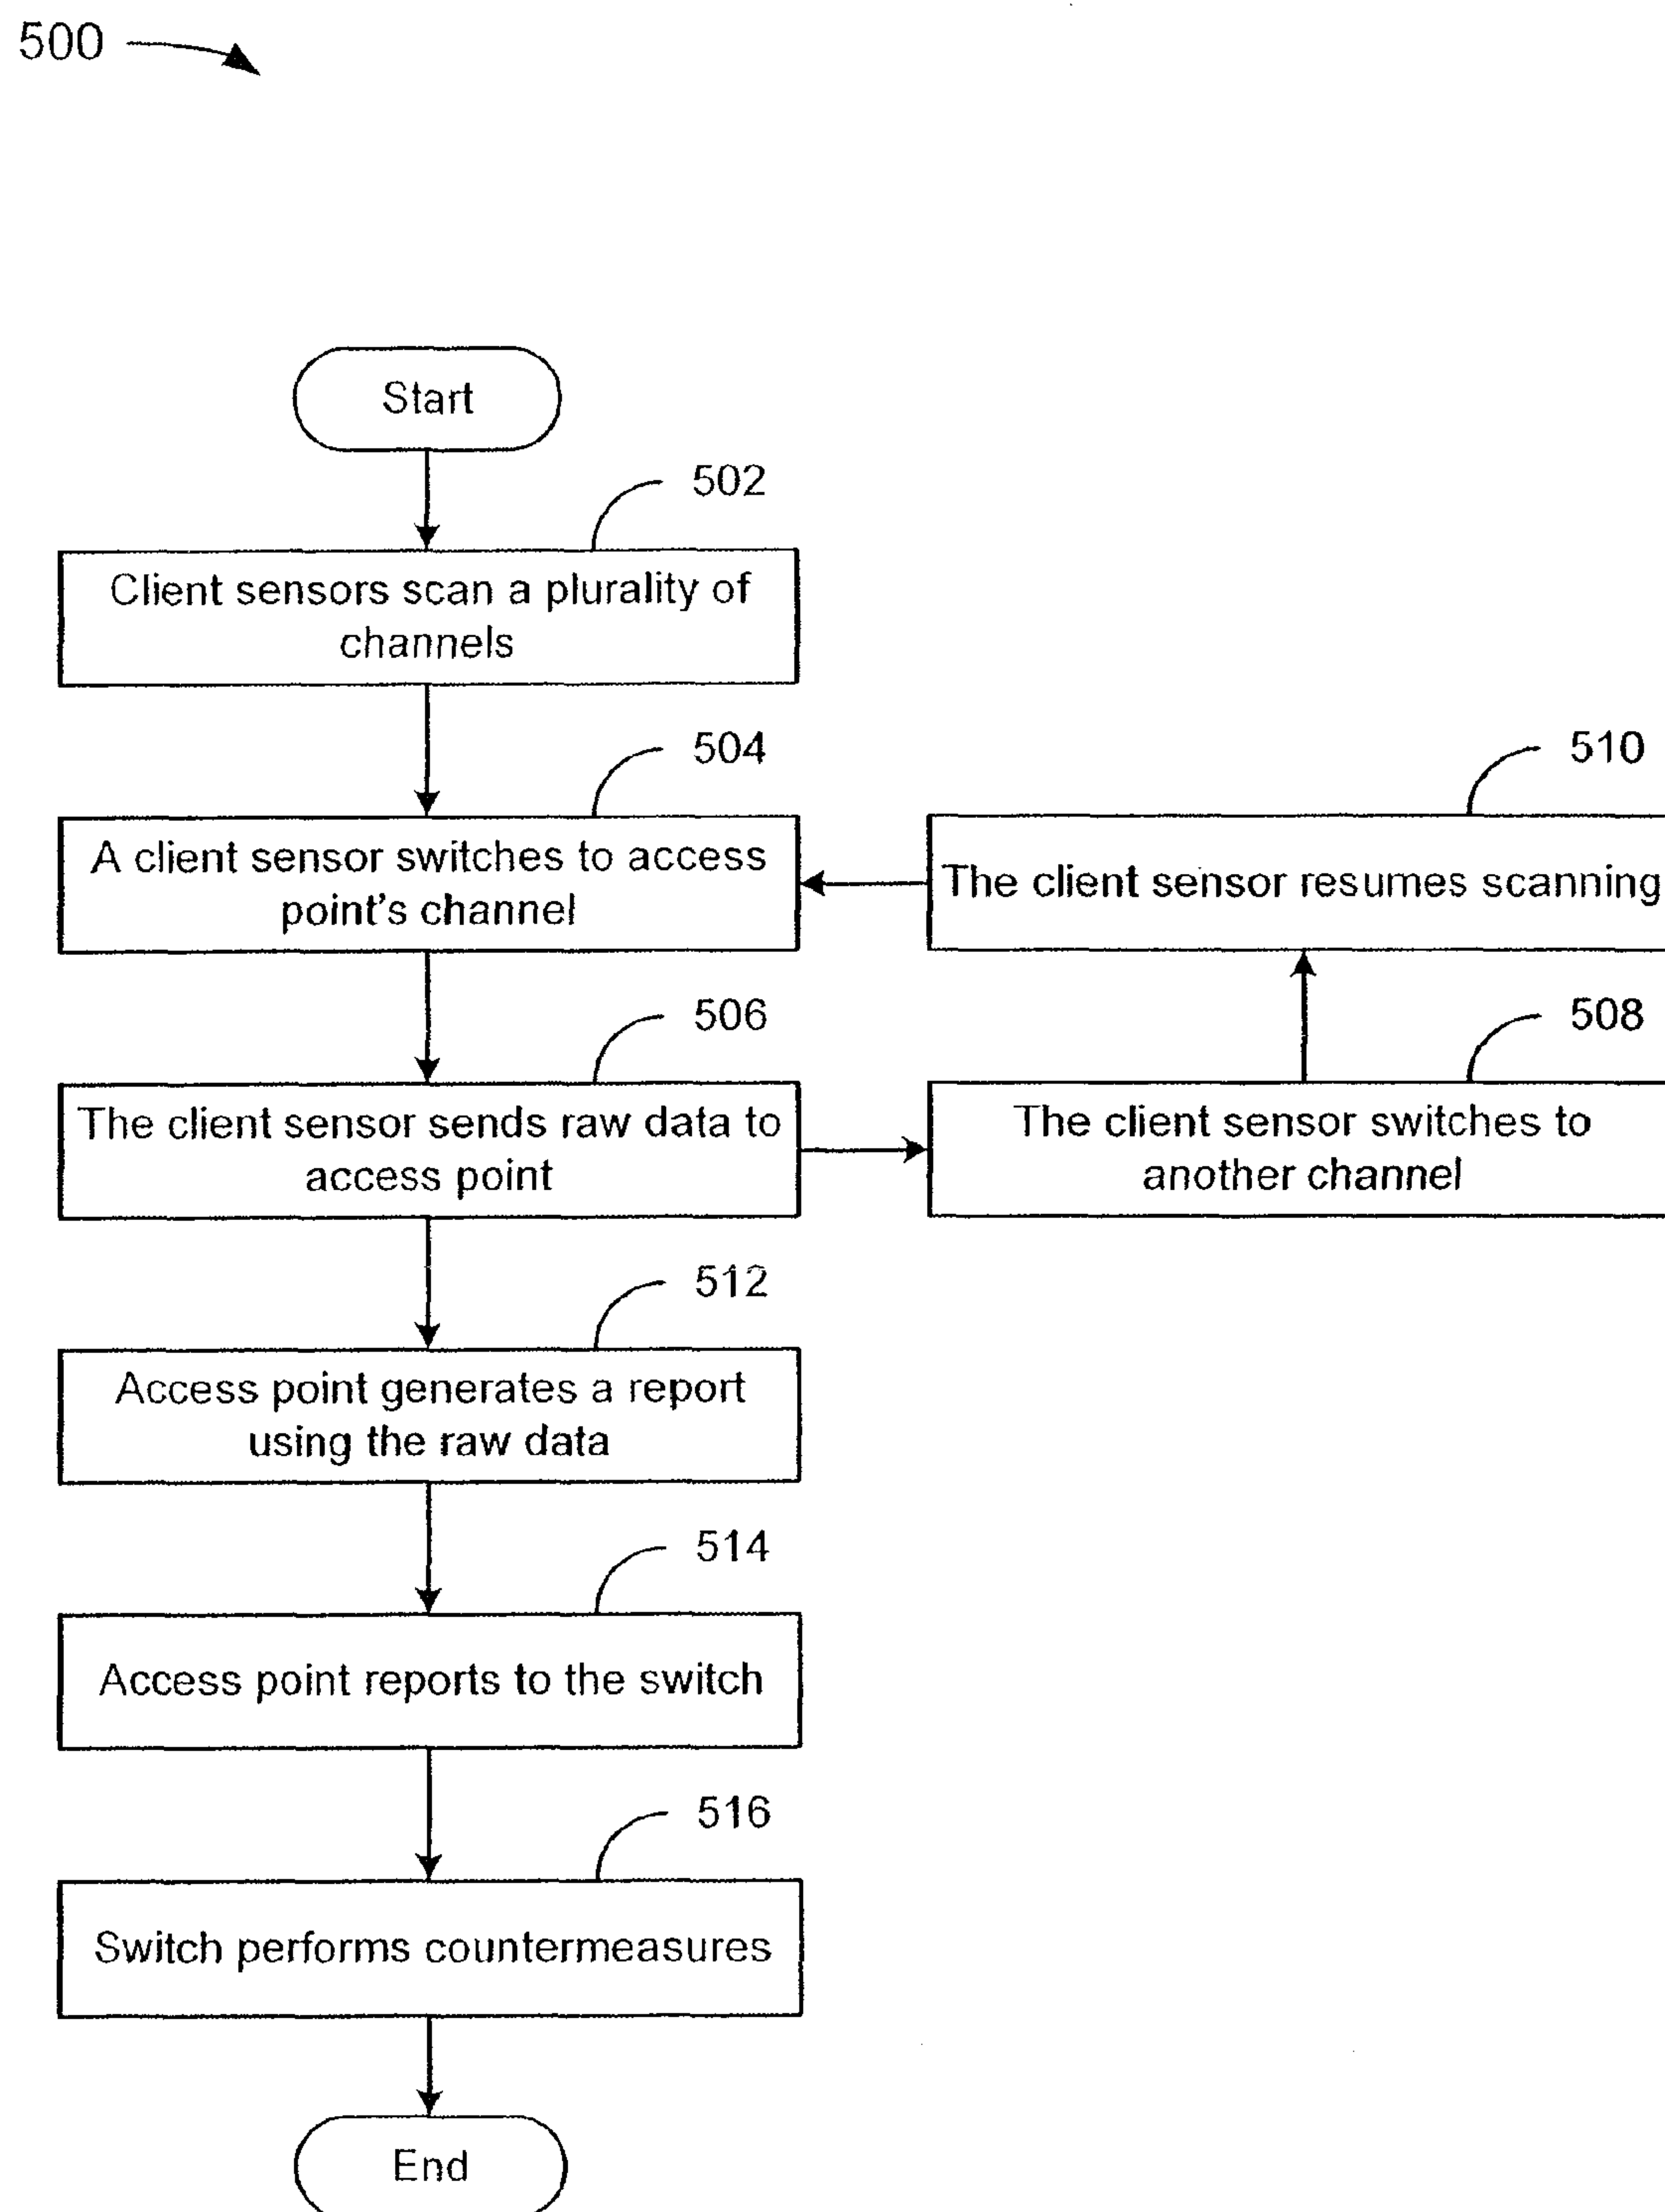 500
Start
502
Client sensors scan a plurality of
channels
504
A client sensor switches to access
point's channel
510
The client sensor resumes scanning
506
The client sensor sends raw data to
access point
508
The client sensor switches to
another channel
512
Access point generates a report
using the raw data
514
Access point reports to the switch
516
Switch performs countermeasures
End